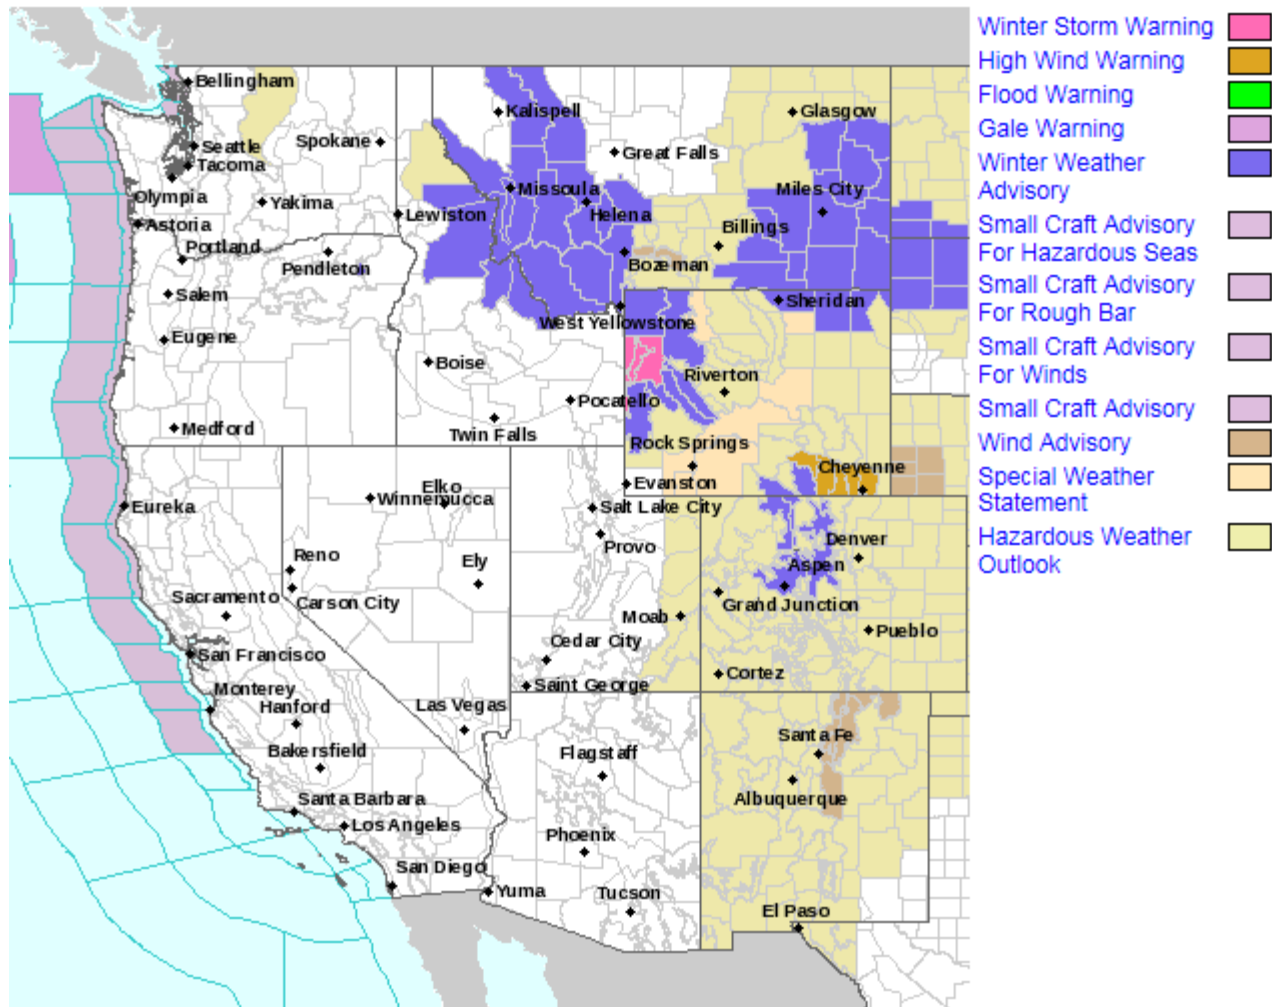 Winter Storm Warning
High Wind Warning
Flood Warning
Gale Warning
Winter Weather
Advisory
Small Craft Advisory
For Hazardous Seas
Small Craft Advisory
For Rough Bar
Small Craft Advisory
For Winds
Small Craft Advisory
Wind Advisory
Special Weather
Statement
Hazardous Weather
Outlook
Bellingham
Kalispell
Glasgow
Spokane
Seattle
Great Falls
Tacoma
Olympia
Yakima
Missoula
Miles City
Astoria
Lewiston
Helena
Billings
Portland
Pendleton
Bozeman
Salem
Sheridan
West Yellowstone
Eugene
Boise
Riverton
Pocatello
Medford
Twin Falls
Rock Springs
Cheyenne
Evanston
Elko
Winnemucca
Eureka
Salt Lake City
Provo
Denver
Reno
Ely
Aspen
Sacramento
Carson City
Grand Junction
Moab
Pueblo
Cedar City
San Francisco
Cortez
Saint George
Monterey
Hanford
Las Vegas
Santa Fe
Bakersfield
Flagstaff
Albuquerque
Santa Barbara
Los Angeles
Phoenix
San Diego
Yuma
Tucson
El Paso